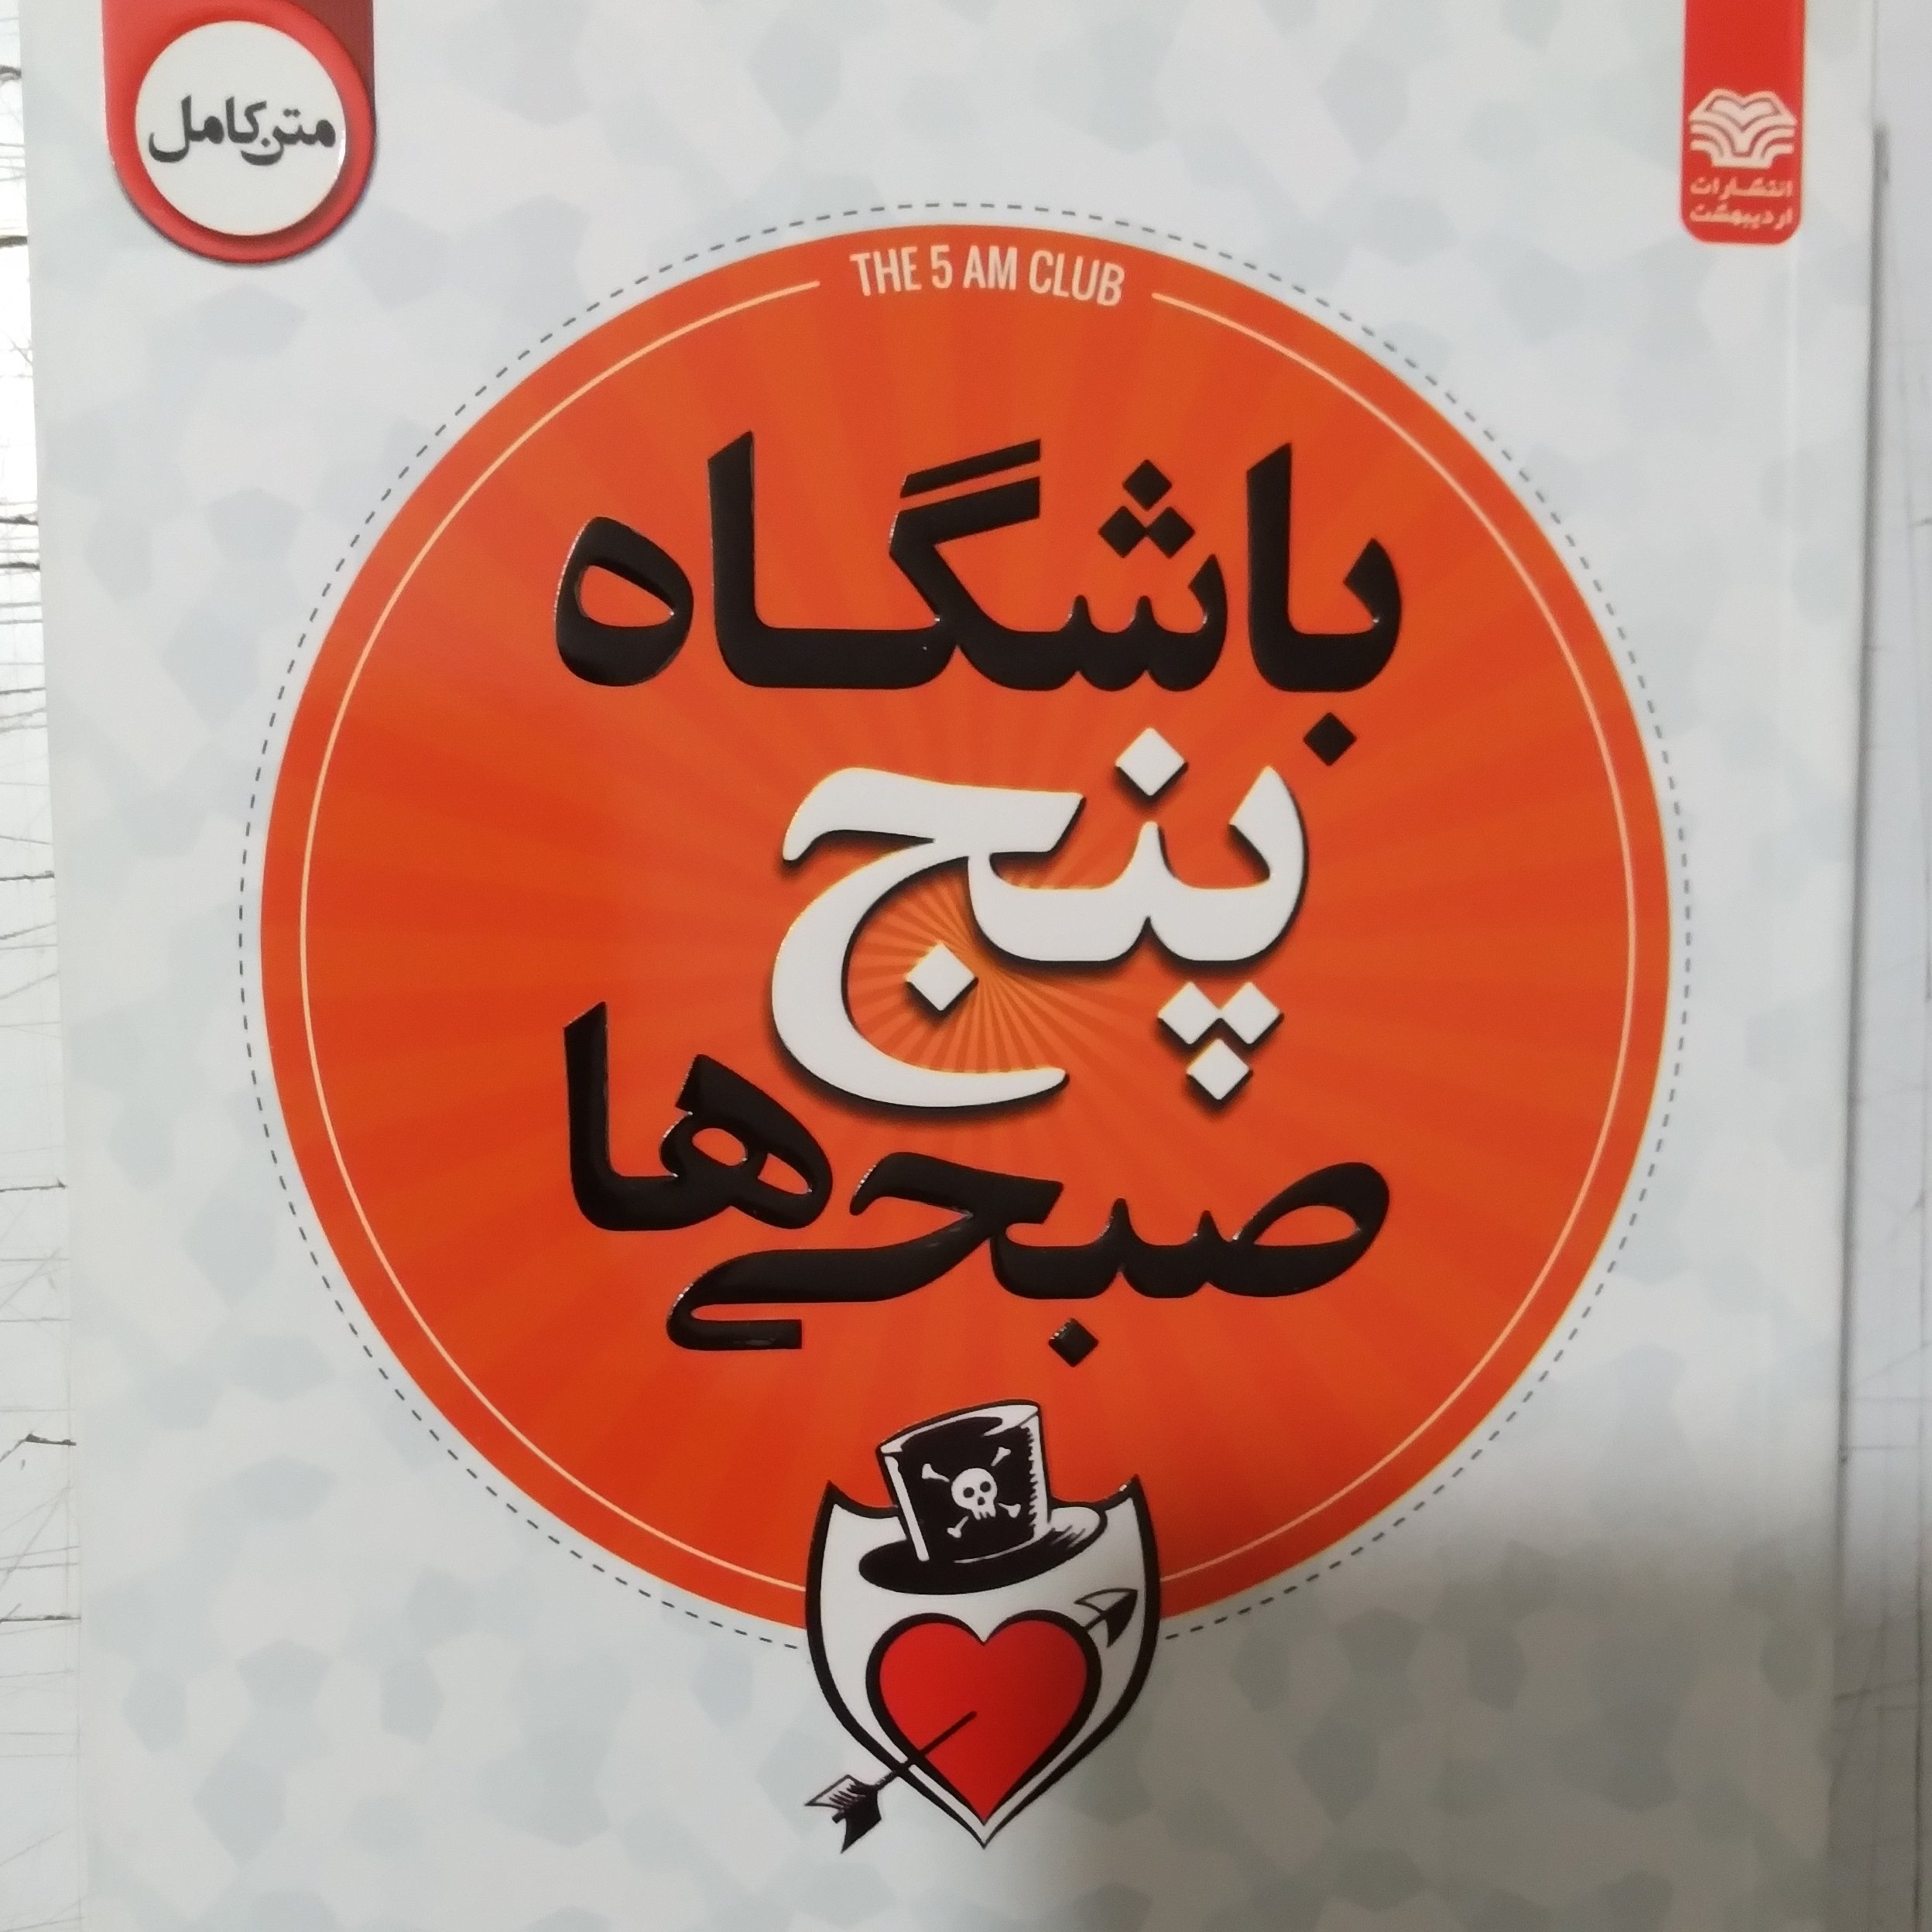 متن کامل
انتشارات
اردیبهشت
THE 5 AM CLUB
باشگاه
پنج
صبحی‌ها